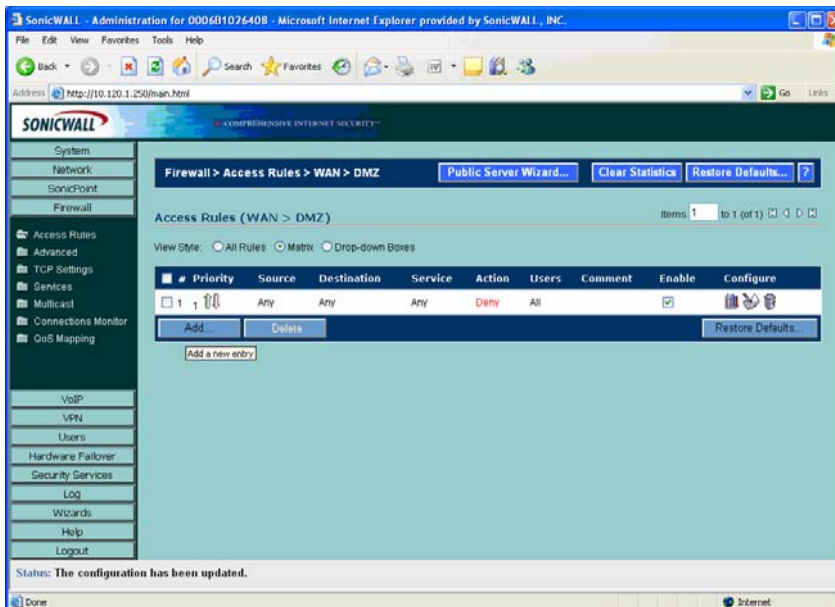 SonicWALL - Administration for 0006B1026408 - Microsoft Internet Explorer provided by SonicWALL, INC.
File Edit View Favorites Tools Help
Back Search Favorites
Address http://10.120.1.250/main.html Go Links
SONICWALL COMPREHENSIVE INTERNET SECURITY
System
Network
SonicPoint
Firewall
Access Rules
Advanced
TCP Settings
Services
Multicast
Connections Monitor
QoS Mapping
VoIP
VPN
Users
Hardware Failover
Security Services
Log
Wizards
Help
Logout
Firewall > Access Rules > WAN > DMZ Public Server Wizard... Clear Statistics Restore Defaults... ?
Access Rules (WAN > DMZ) Items 1 to 1 (of 1)
View Style: All Rules Matrix Drop-down Boxes
# Priority Source Destination Service Action Users Comment Enable Configure
1 1 Any Any Any Deny All
Add... Delete Restore Defaults...
Add a new entry
Status: The configuration has been updated.
Done Internet